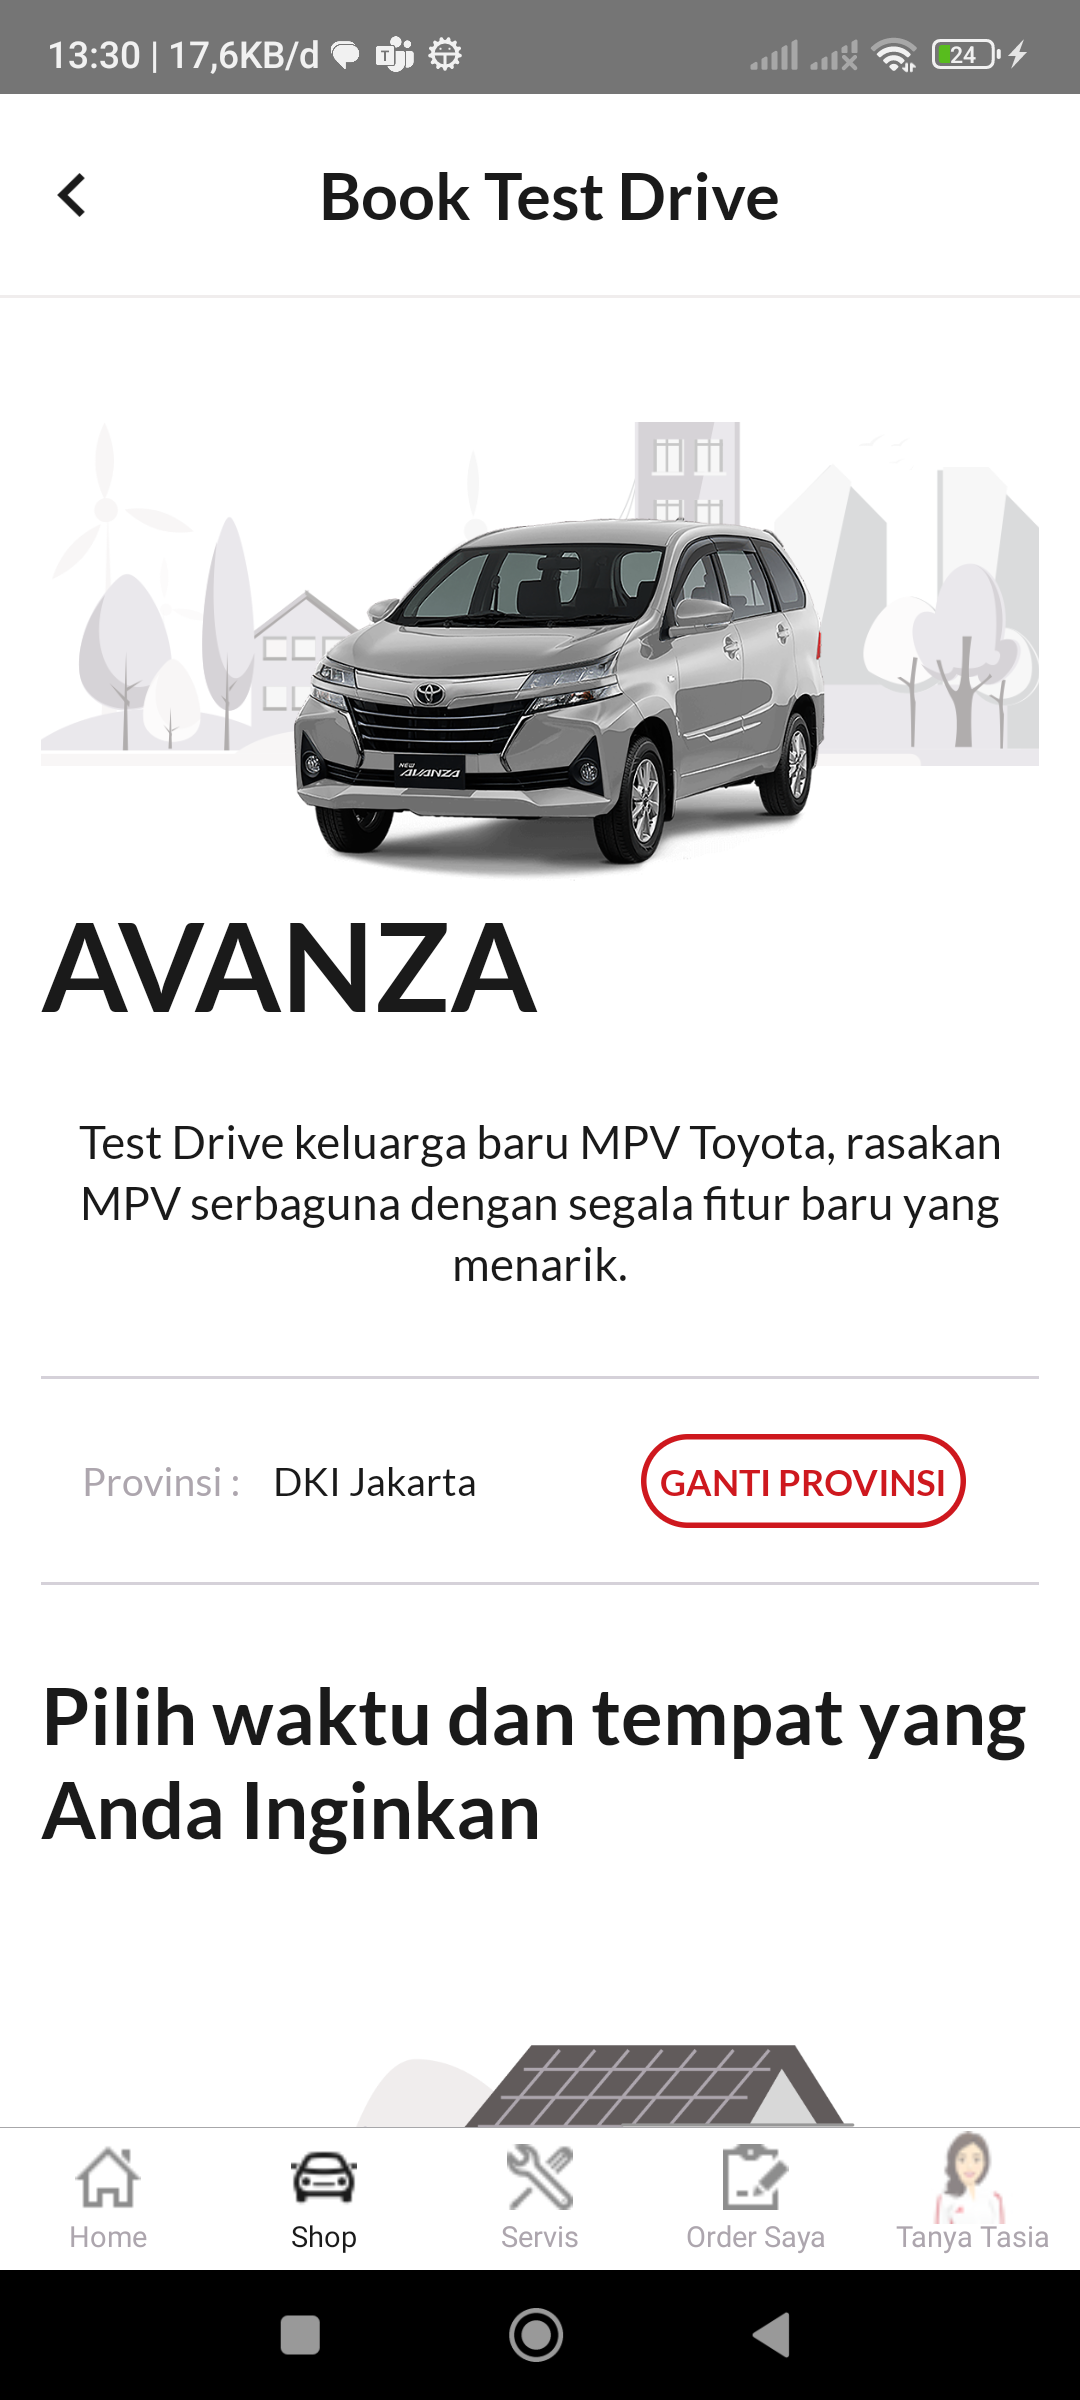 13:30 | 17,6KB/d
24
Book Test Drive
NEW
AVANZA
AVANZA
Test Drive keluarga baru MPV Toyota, rasakan
MPV serbaguna dengan segala fitur baru yang
menarik.
Provinsi : DKI Jakarta
GANTI PROVINSI
Pilih waktu dan tempat yang
Anda Inginkan
Home
Shop
Servis
Order Saya
Tanya Tasia